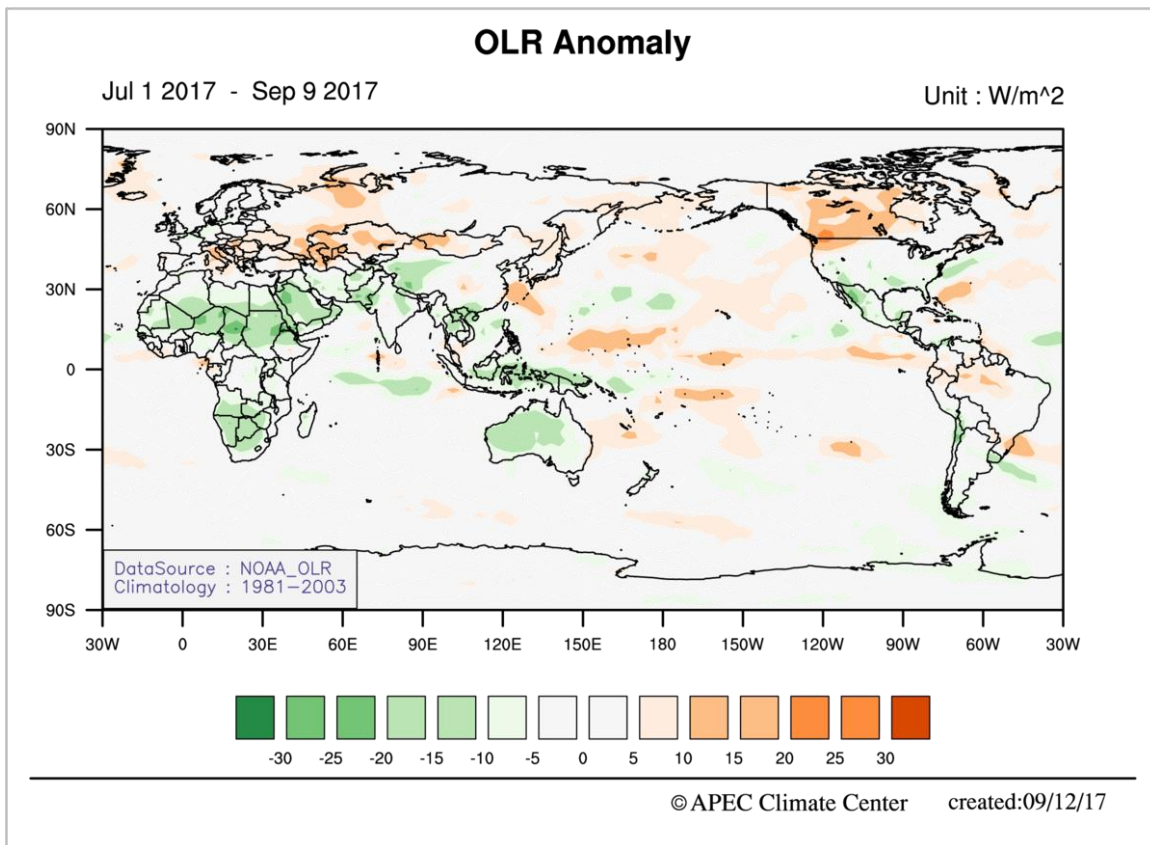 OLR Anomaly
Jul 1 2017 - Sep 9 2017
Unit : W/m^2
90N
60N
30N
0
30S
60S
90S
DataSource : NOAA_OLR
Climatology : 1981−2003
30W 0 30E 60E 90E 120E 150E 180 150W 120W 90W 60W 30W
-30 -25 -20 -15 -10 -5 0 5 10 15 20 25 30
©APEC Climate Center created:09/12/17